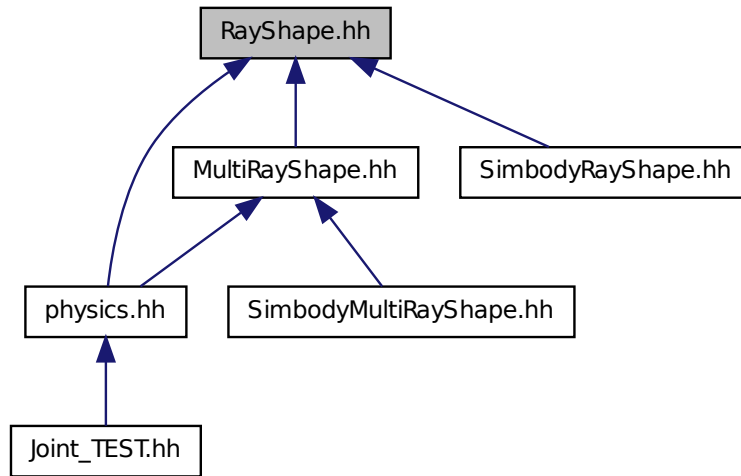 RayShape.hh
MultiRayShape.hh
SimbodyRayShape.hh
physics.hh
SimbodyMultiRayShape.hh
Joint_TEST.hh